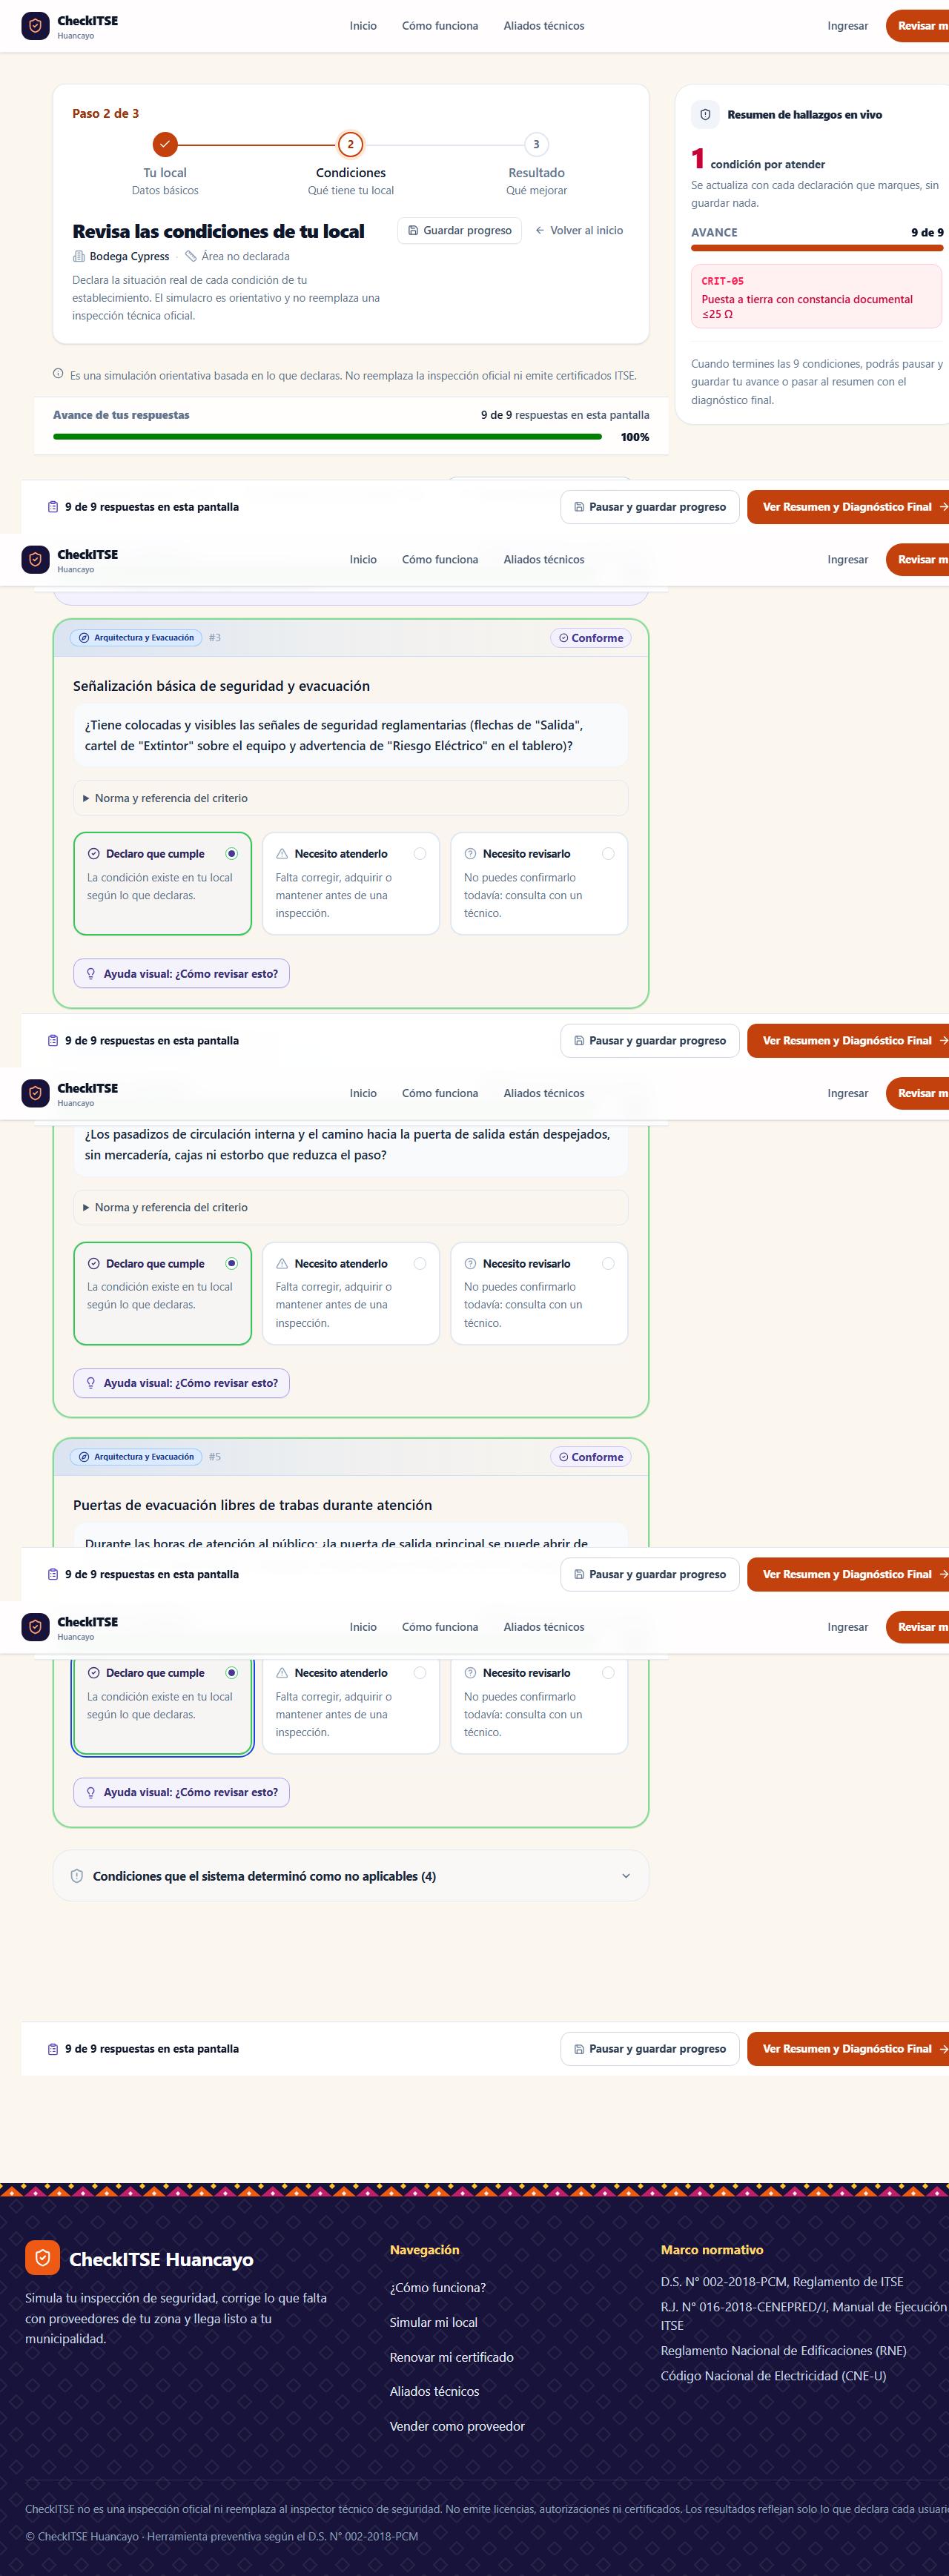 CheckITSE
Huancayo
Inicio
Cómo funciona
Aliados técnicos
Ingresar
Revisar m
Paso 2 de 3
2
3
Tu local
Condiciones
Resultado
Datos básicos
Qué tiene tu local
Qué mejorar
Revisa las condiciones de tu local
Guardar progreso
Volver al inicio
Bodega Cypress · Área no declarada
Declara la situación real de cada condición de tu
establecimiento. El simulacro es orientativo y no reemplaza una
inspección técnica oficial.
Resumen de hallazgos en vivo
1 condición por atender
Se actualiza con cada declaración que marques, sin
guardar nada.
AVANCE
9 de 9
CRIT-05
Puesta a tierra con constancia documental
≤25 Ω
Cuando termines las 9 condiciones, podrás pausar y
guardar tu avance o pasar al resumen con el
diagnóstico final.
Es una simulación orientativa basada en lo que declaras. No reemplaza la inspección oficial ni emite certificados ITSE.
Avance de tus respuestas
9 de 9 respuestas en esta pantalla
100%
9 de 9 respuestas en esta pantalla
Pausar y guardar progreso
Ver Resumen y Diagnóstico Final
CheckITSE
Huancayo
Inicio
Cómo funciona
Aliados técnicos
Ingresar
Revisar m
Arquitectura y Evacuación
#3
Conforme
Señalización básica de seguridad y evacuación
¿Tiene colocadas y visibles las señales de seguridad reglamentarias (flechas de "Salida",
cartel de "Extintor" sobre el equipo y advertencia de "Riesgo Eléctrico" en el tablero)?
Norma y referencia del criterio
Declaro que cumple
La condición existe en tu local
según lo que declaras.
Necesito atenderlo
Falta corregir, adquirir o
mantener antes de una
inspección.
Necesito revisarlo
No puedes confirmarlo
todavía: consulta con un
técnico.
Ayuda visual: ¿Cómo revisar esto?
9 de 9 respuestas en esta pantalla
Pausar y guardar progreso
Ver Resumen y Diagnóstico Final
CheckITSE
Huancayo
Inicio
Cómo funciona
Aliados técnicos
Ingresar
Revisar m
¿Los pasadizos de circulación interna y el camino hacia la puerta de salida están despejados,
sin mercadería, cajas ni estorbo que reduzca el paso?
Norma y referencia del criterio
Declaro que cumple
La condición existe en tu local
según lo que declaras.
Necesito atenderlo
Falta corregir, adquirir o
mantener antes de una
inspección.
Necesito revisarlo
No puedes confirmarlo
todavía: consulta con un
técnico.
Ayuda visual: ¿Cómo revisar esto?
Arquitectura y Evacuación
#5
Conforme
Puertas de evacuación libres de trabas durante atención
Durante las horas de atención al público: ¿la puerta de salida principal se puede abrir de
9 de 9 respuestas en esta pantalla
Pausar y guardar progreso
Ver Resumen y Diagnóstico Final
CheckITSE
Huancayo
Inicio
Cómo funciona
Aliados técnicos
Ingresar
Revisar m
Declaro que cumple
La condición existe en tu local
según lo que declaras.
Necesito atenderlo
Falta corregir, adquirir o
mantener antes de una
inspección.
Necesito revisarlo
No puedes confirmarlo
todavía: consulta con un
técnico.
Ayuda visual: ¿Cómo revisar esto?
Condiciones que el sistema determinó como no aplicables (4)
9 de 9 respuestas en esta pantalla
Pausar y guardar progreso
Ver Resumen y Diagnóstico Final
CheckITSE Huancayo
Simula tu inspección de seguridad, corrige lo que falta
con proveedores de tu zona y llega listo a tu
municipalidad.
Navegación
¿Cómo funciona?
Simular mi local
Renovar mi certificado
Aliados técnicos
Vender como proveedor
Marco normativo
D.S. N° 002-2018-PCM, Reglamento de ITSE
R.J. N° 016-2018-CENEPRED/J, Manual de Ejecución
ITSE
Reglamento Nacional de Edificaciones (RNE)
Código Nacional de Electricidad (CNE-U)
CheckITSE no es una inspección oficial ni reemplaza al inspector técnico de seguridad. No emite licencias, autorizaciones ni certificados. Los resultados reflejan solo lo que declara cada usuari
© CheckITSE Huancayo · Herramienta preventiva según el D.S. N° 002-2018-PCM